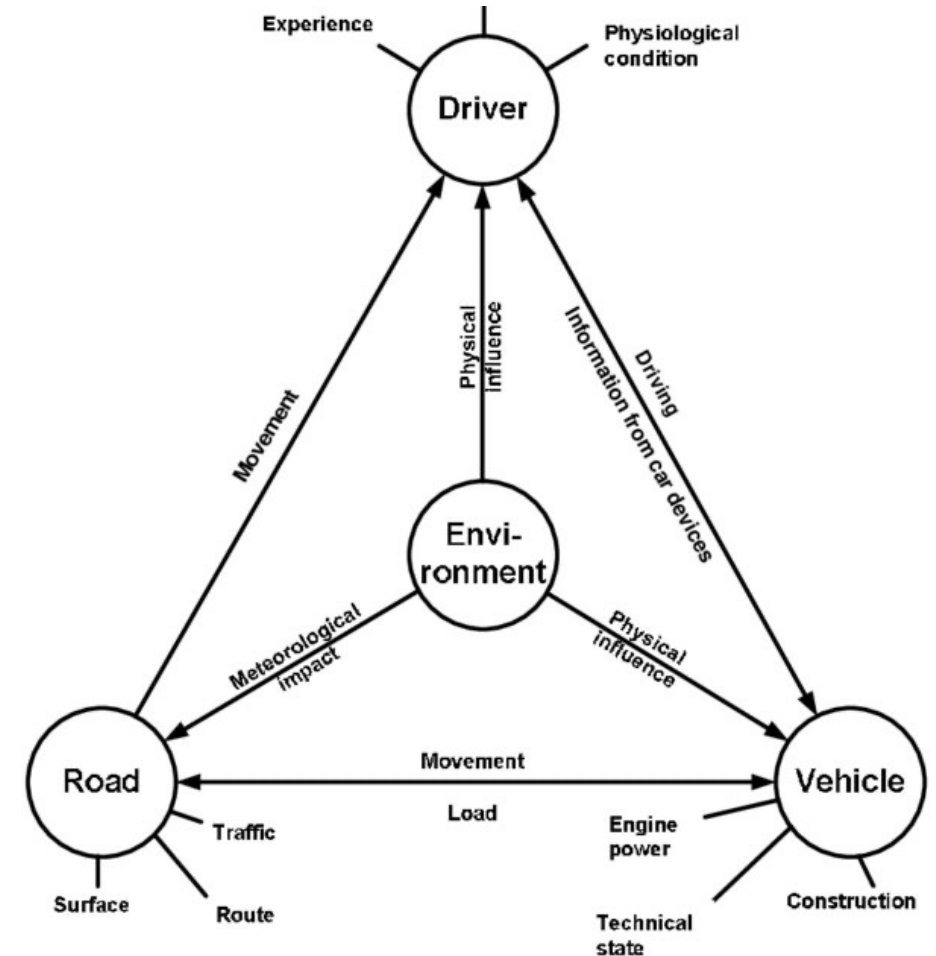 Experience
Physiological
condition
Driver
Physical
influence
Driving
Information from car devices
Movement
Envi-
ronment
Meteorological
impact
Physical
influence
Road
Movement
Load
Vehicle
Traffic
Surface
Route
Engine
power
Technical
state
Construction